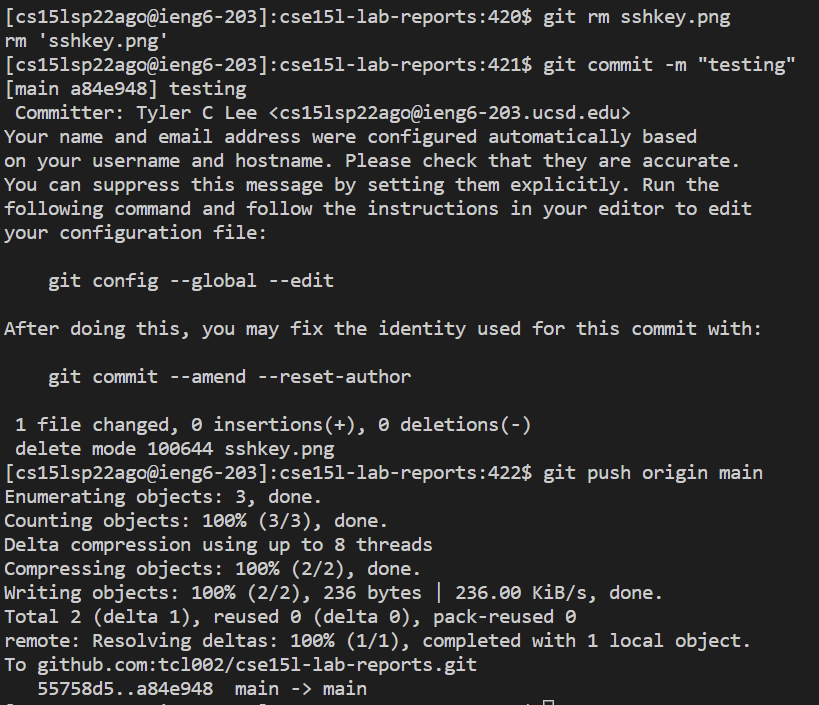 [cs15lsp22ago@ieng6-203]:cse15l-lab-reports:420$ git rm sshkey.png
rm 'sshkey.png'
[cs15lsp22ago@ieng6-203]:cse15l-lab-reports:421$ git commit -m "testing"
[main a84e948] testing
 Committer: Tyler C Lee <cs15lsp22ago@ieng6-203.ucsd.edu>
Your name and email address were configured automatically based
on your username and hostname. Please check that they are accurate.
You can suppress this message by setting them explicitly. Run the
following command and follow the instructions in your editor to edit
your configuration file:

    git config --global --edit

After doing this, you may fix the identity used for this commit with:

    git commit --amend --reset-author

 1 file changed, 0 insertions(+), 0 deletions(-)
 delete mode 100644 sshkey.png
[cs15lsp22ago@ieng6-203]:cse15l-lab-reports:422$ git push origin main
Enumerating objects: 3, done.
Counting objects: 100% (3/3), done.
Delta compression using up to 8 threads
Compressing objects: 100% (2/2), done.
Writing objects: 100% (2/2), 236 bytes | 236.00 KiB/s, done.
Total 2 (delta 1), reused 0 (delta 0), pack-reused 0
remote: Resolving deltas: 100% (1/1), completed with 1 local object.
To github.com:tcl002/cse15l-lab-reports.git
   55758d5..a84e948  main -> main